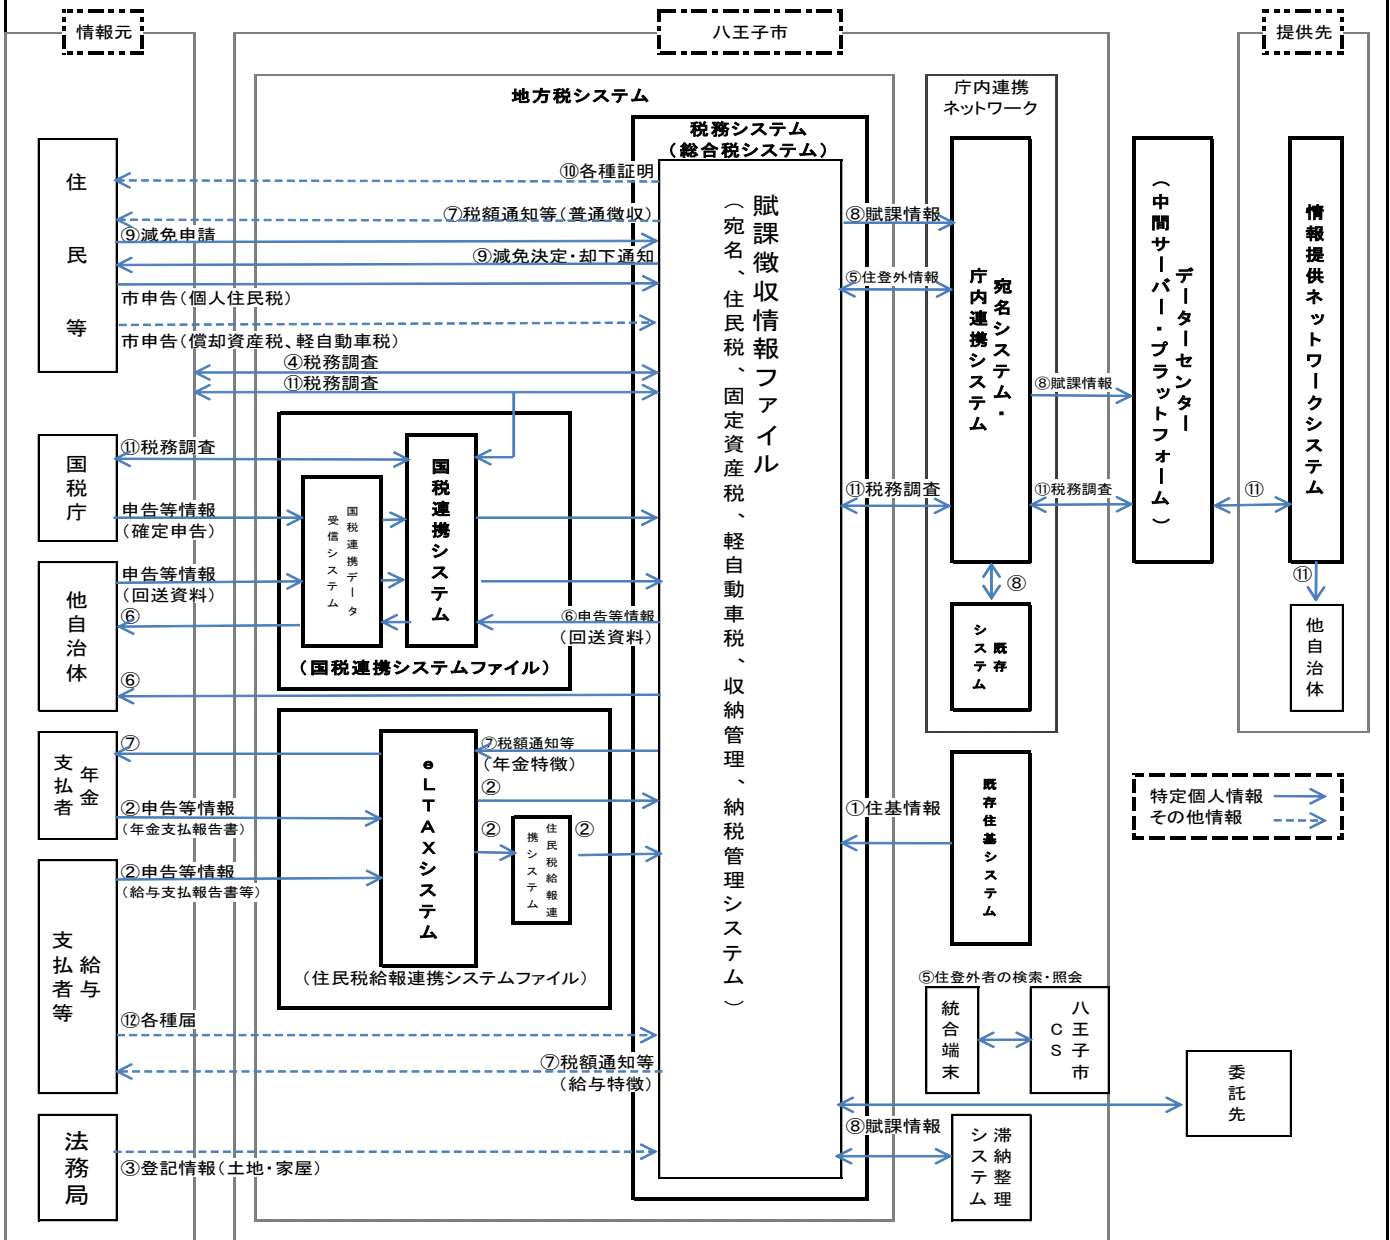 情報元
八王子市
提供先
地方税システム
庁内連携
ネットワーク
税務システム
（総合税システム）
住民等
⑩各種証明
⑦税額通知等（普通徴収）
⑨減免申請
⑨減免決定・却下通知
市申告（個人住民税）
市申告（償却資産税、軽自動車税）
④税務調査
⑪税務調査
賦課徴収情報ファイル
（宛名、住民税、固定資産税、軽自動車税、収納管理、納税管理システム）
⑧賦課情報
⑤住登外情報
宛名システム・
庁内連携システム
⑧賦課情報
データーセンター
（中間サーバー・プラットフォーム）
情報提供ネットワークシステム
国税庁
⑪税務調査
申告等情報
（確定申告）
国税連携データ
受信システム
国税連携システム
（国税連携システムファイル）
⑪税務調査
⑪税務調査
⑪
⑪
⑧
他自治体
申告等情報
（回送資料）
⑥
⑥申告等情報
（回送資料）
⑥
既存
システム
他自治体
年金
支払者
⑦
②申告等情報
（年金支払報告書）
⑦税額通知等
（年金特徴）
②
②
②
eLTAXシステム
住民税給報連
携システム
（住民税給報連携システムファイル）
①住基情報
既存住基システム
特定個人情報
その他情報
給与
支払者等
②申告等情報
（給与支払報告書等）
⑫各種届
⑦税額通知等
（給与特徴）
⑤住登外者の検索・照会
統合端末
八王子市
CS
委託先
法務局
③登記情報（土地・家屋）
⑧賦課情報
滞納整理
システム